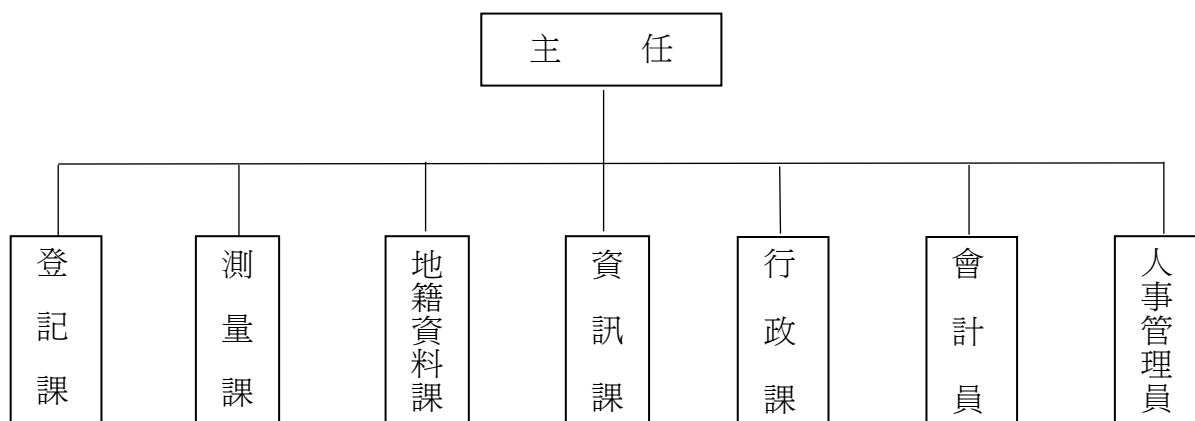 主 任
登記課
測量課
地籍資料課
資訊課
行政課
會計員
人事管理員